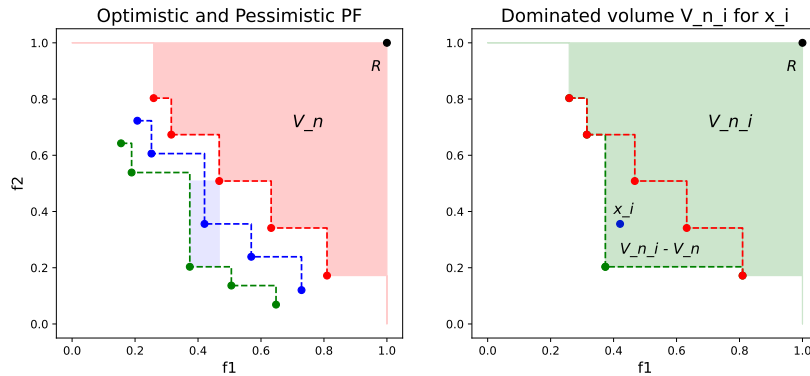 Optimistic and Pessimistic PF
1.0
0.8
0.6
0.4
0.2
0.0
f2
R
V_n
0.0 0.2 0.4 0.6 0.8 1.0
f1
Dominated volume V_n_i for x_i
1.0
0.8
0.6
0.4
0.2
0.0
R
V_n_i
x_i
V_n_i - V_n
0.0 0.2 0.4 0.6 0.8 1.0
f1